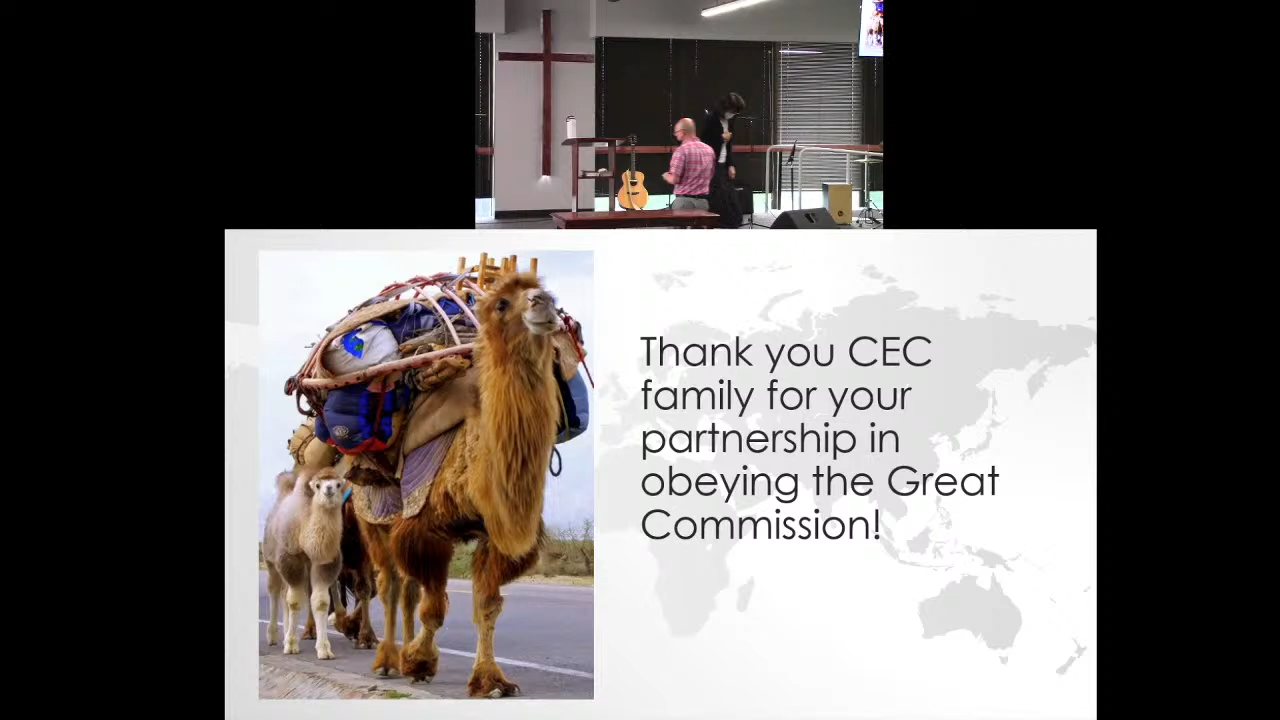 Thank you CEC
family for your
partnership in
obeying the Great
Commission!